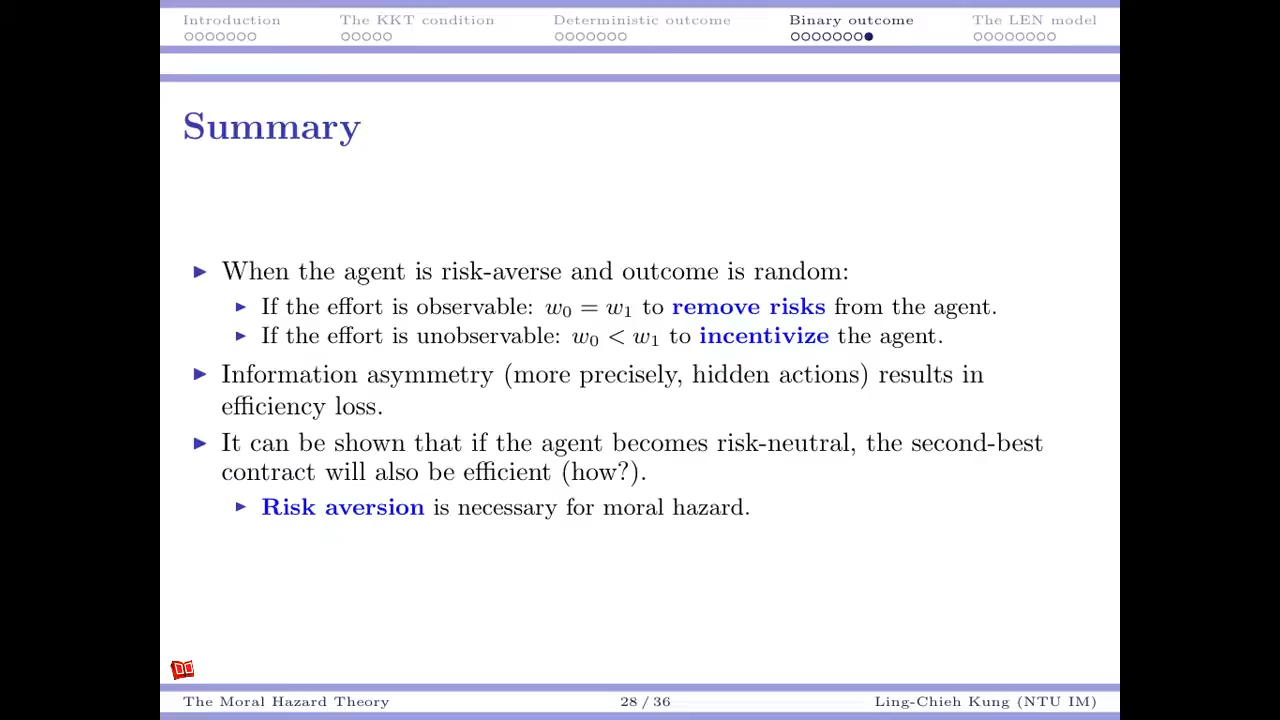 Introduction The KKT condition Deterministic outcome Binary outcome The LEN model
Summary
When the agent is risk-averse and outcome is random:
If the effort is observable: w₀ = w₁ to remove risks from the agent.
If the effort is unobservable: w₀ < w₁ to incentivize the agent.
Information asymmetry (more precisely, hidden actions) results in
efficiency loss.
It can be shown that if the agent becomes risk-neutral, the second-best
contract will also be efficient (how?).
Risk aversion is necessary for moral hazard.
The Moral Hazard Theory 28 / 36 Ling-Chieh Kung (NTU IM)